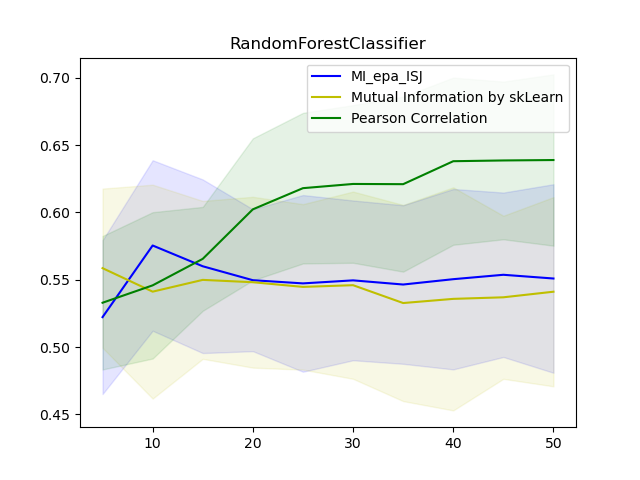 RandomForestClassifier
MI_epa_ISJ
Mutual Information by skLearn
Pearson Correlation
0.70
0.65
0.60
0.55
0.50
0.45
10 20 30 40 50